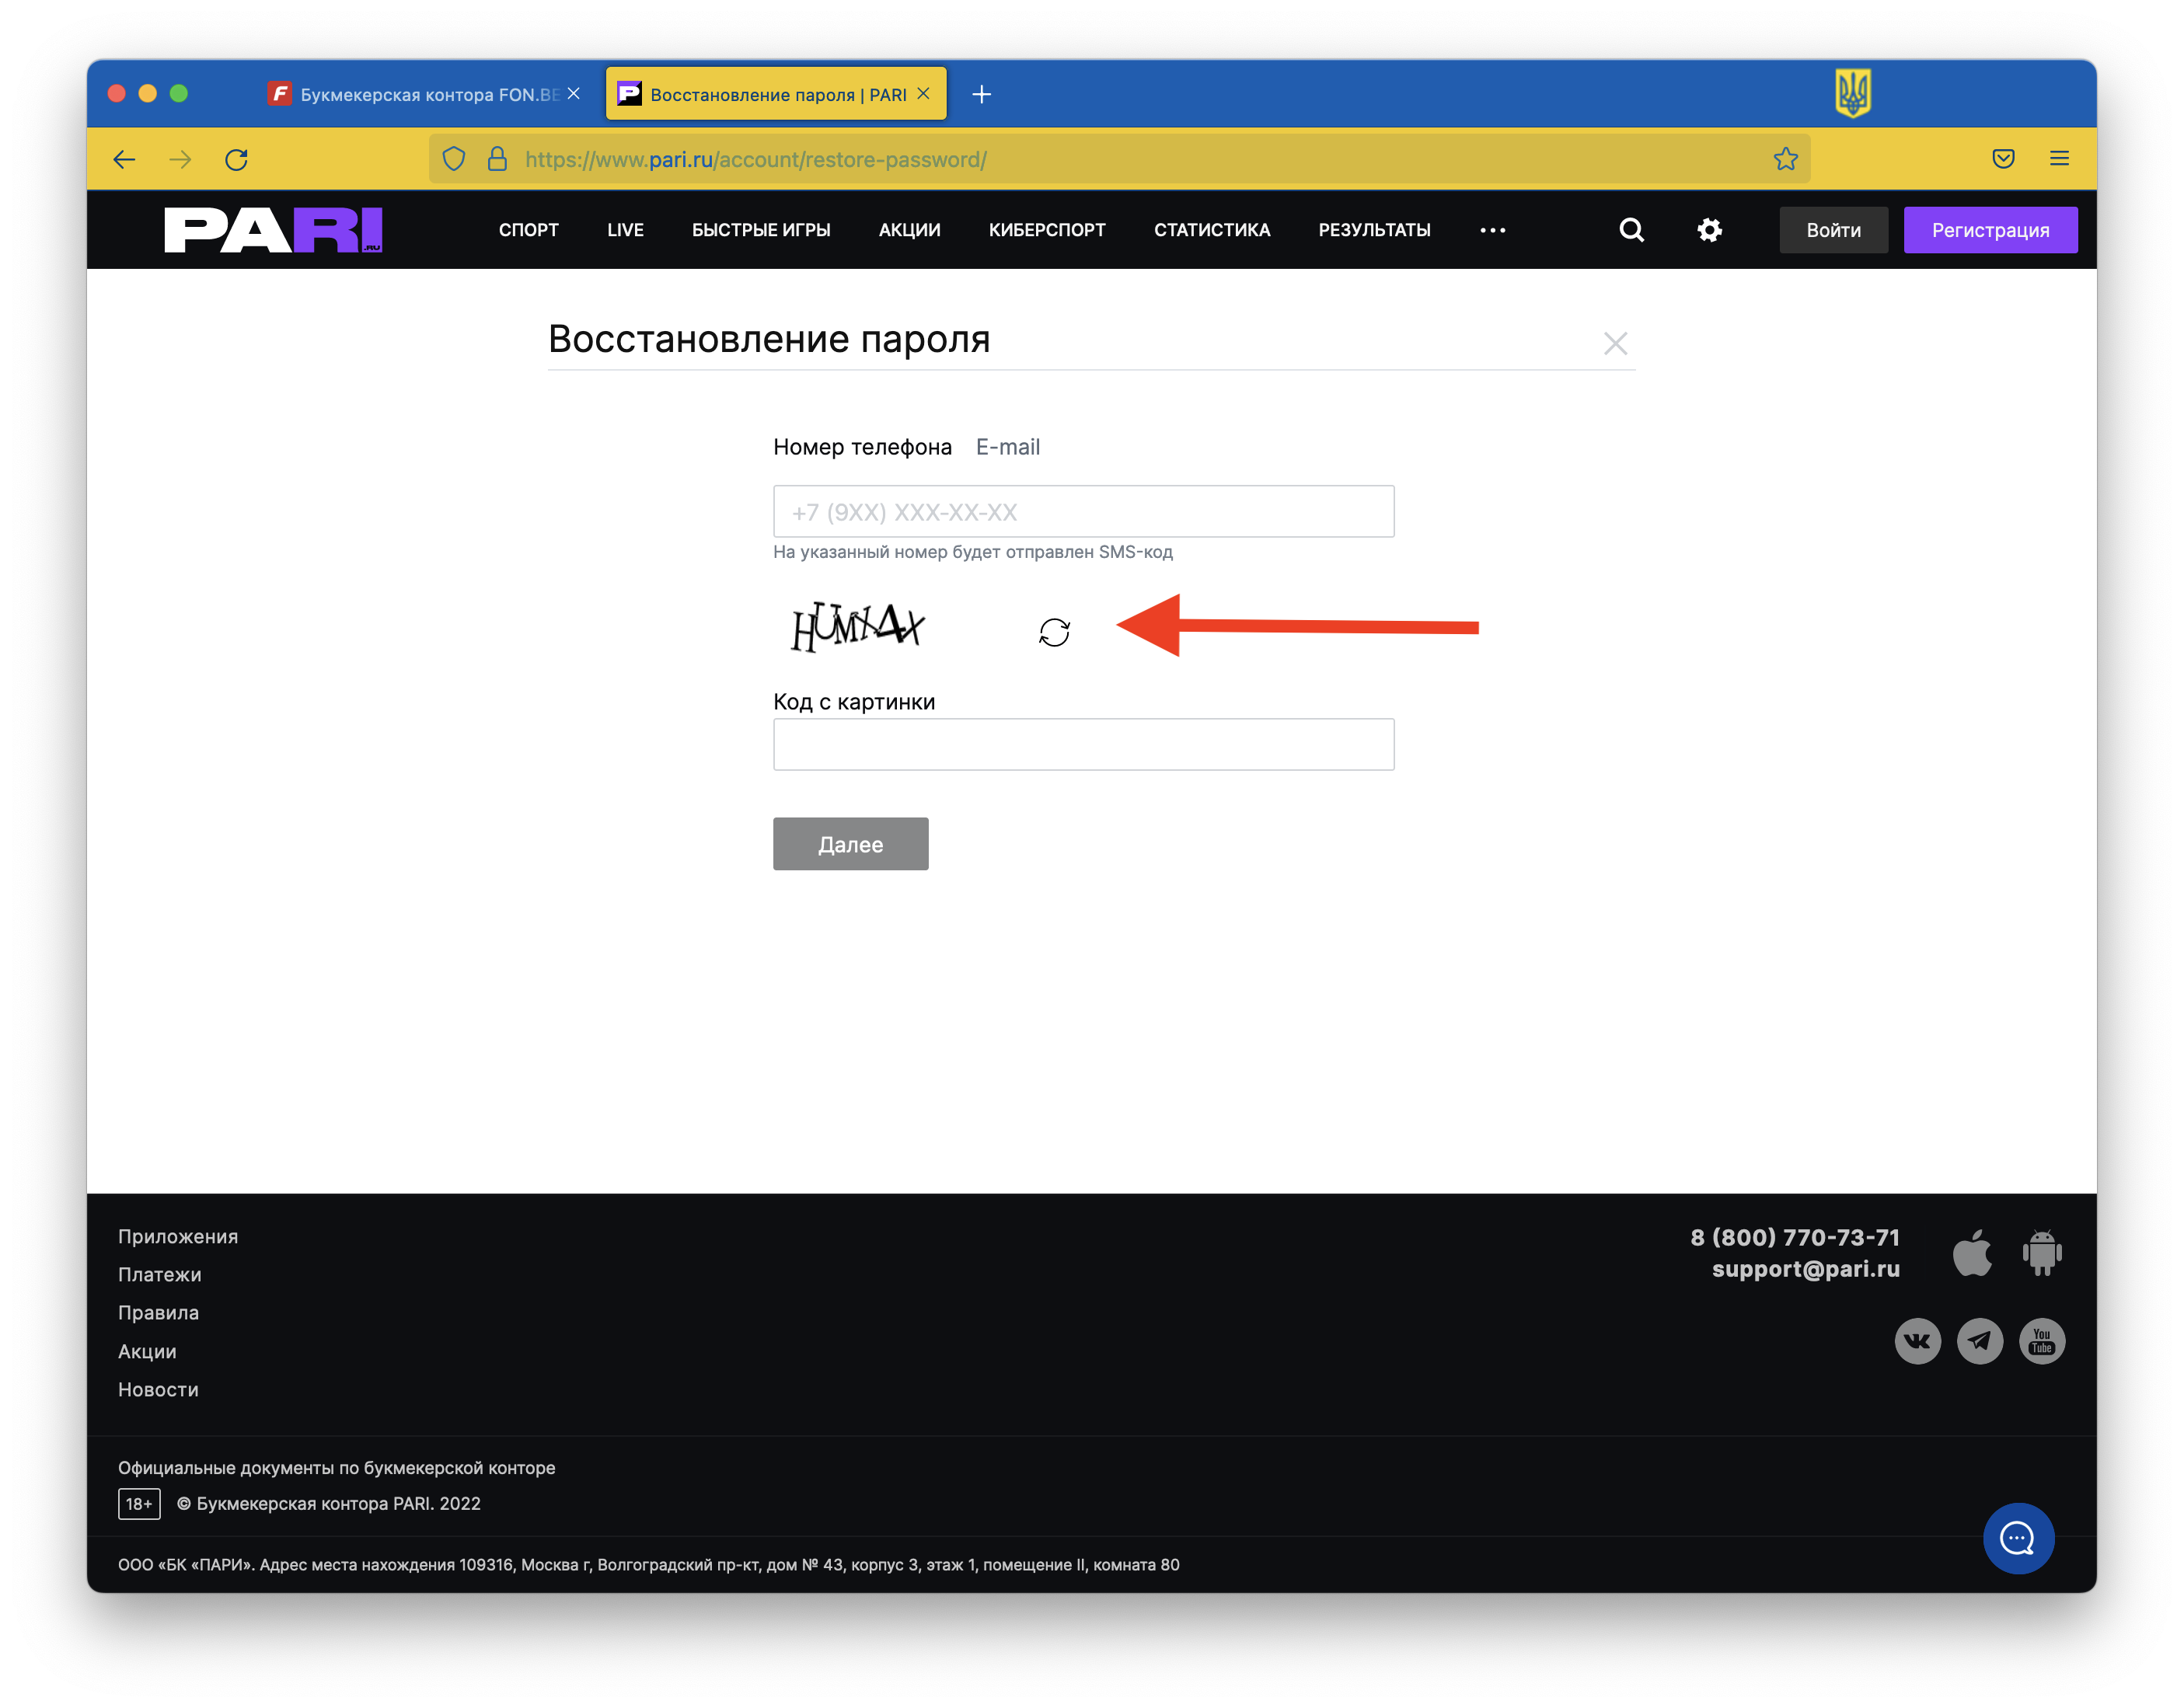 Букмекерская контора FON.BE
Восстановление пароля | PARI
https://www.pari.ru/account/restore-password/
PARI.RU
СПОРТ
LIVE
БЫСТРЫЕ ИГРЫ
АКЦИИ
КИБЕРСПОРТ
СТАТИСТИКА
РЕЗУЛЬТАТЫ
Войти
Регистрация
Восстановление пароля
Номер телефона
E-mail
+7 (9XX) XXX-XX-XX
На указанный номер будет отправлен SMS-код
Код с картинки
Далее
Приложения
Платежи
Правила
Акции
Новости
8 (800) 770-73-71
support@pari.ru
You
Tube
Официальные документы по букмекерской конторе
18+ © Букмекерская контора PARI. 2022
ООО «БК «ПАРИ». Адрес места нахождения 109316, Москва г, Волгоградский пр-кт, дом № 43, корпус 3, этаж 1, помещение II, комната 80